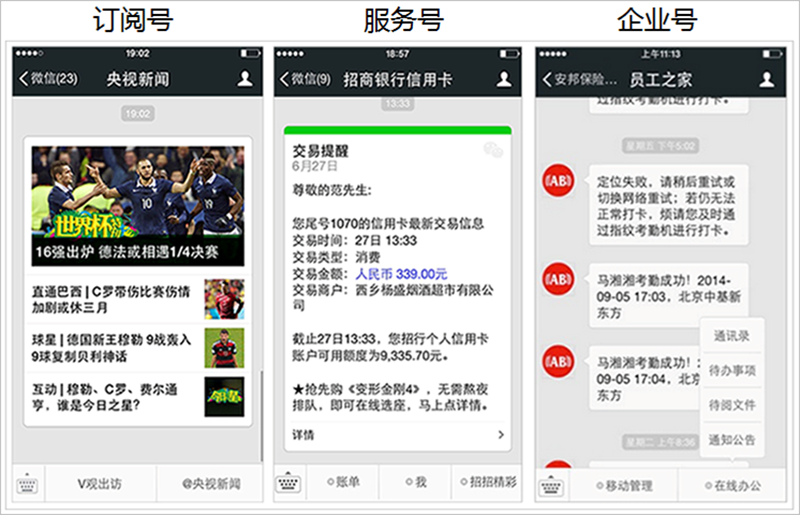 订阅号
服务号
企业号
19:02
微信(23)
央视新闻
19:02
世界杯
16强出炉 德法或相遇1/4决赛
直通巴西 | C罗带伤比赛伤情
加剧或休三月
球星 | 德国新王穆勒 9战轰入
9球复制贝利神话
互动 | 穆勒、C罗、费尔通
亨，谁是今日之星?
V观出访
@央视新闻
18:57
微信(9)
招商银行信用卡
13:33
交易提醒
6月27日
尊敬的范先生:
您尾号1070的信用卡最新交易信息
交易时间：27日 13:33
交易类型：消费
交易金额：人民币 339.00元
交易商户：西乡杨盛烟酒超市有限公
司
截止27日13:33，您招行个人信用卡
账户可用额度为9,335.70元。
★抢先购《变形金刚4》，无需熬夜
排队，即可在线选座，马上点详情。
详情
账单
我
招招精彩
上午11:13
安邦保险...
员工之家
过指纹考勤机进行打卡。
星期五 下午5:02
(AB)
定位失败，请稍后重试或
切换网络重试；若仍无法
正常打卡，烦请您及时通
过指纹考勤机进行打卡。
(AB)
马湘湘考勤成功！2014-
09-05 17:03，北京中基新
东方
(AB)
马湘湘考勤成功！2
-09-05 17:04，北京
基新东方
星期二 上午8:36
通讯录
待办事项
待阅文件
通知公告
移动管理
在线办公